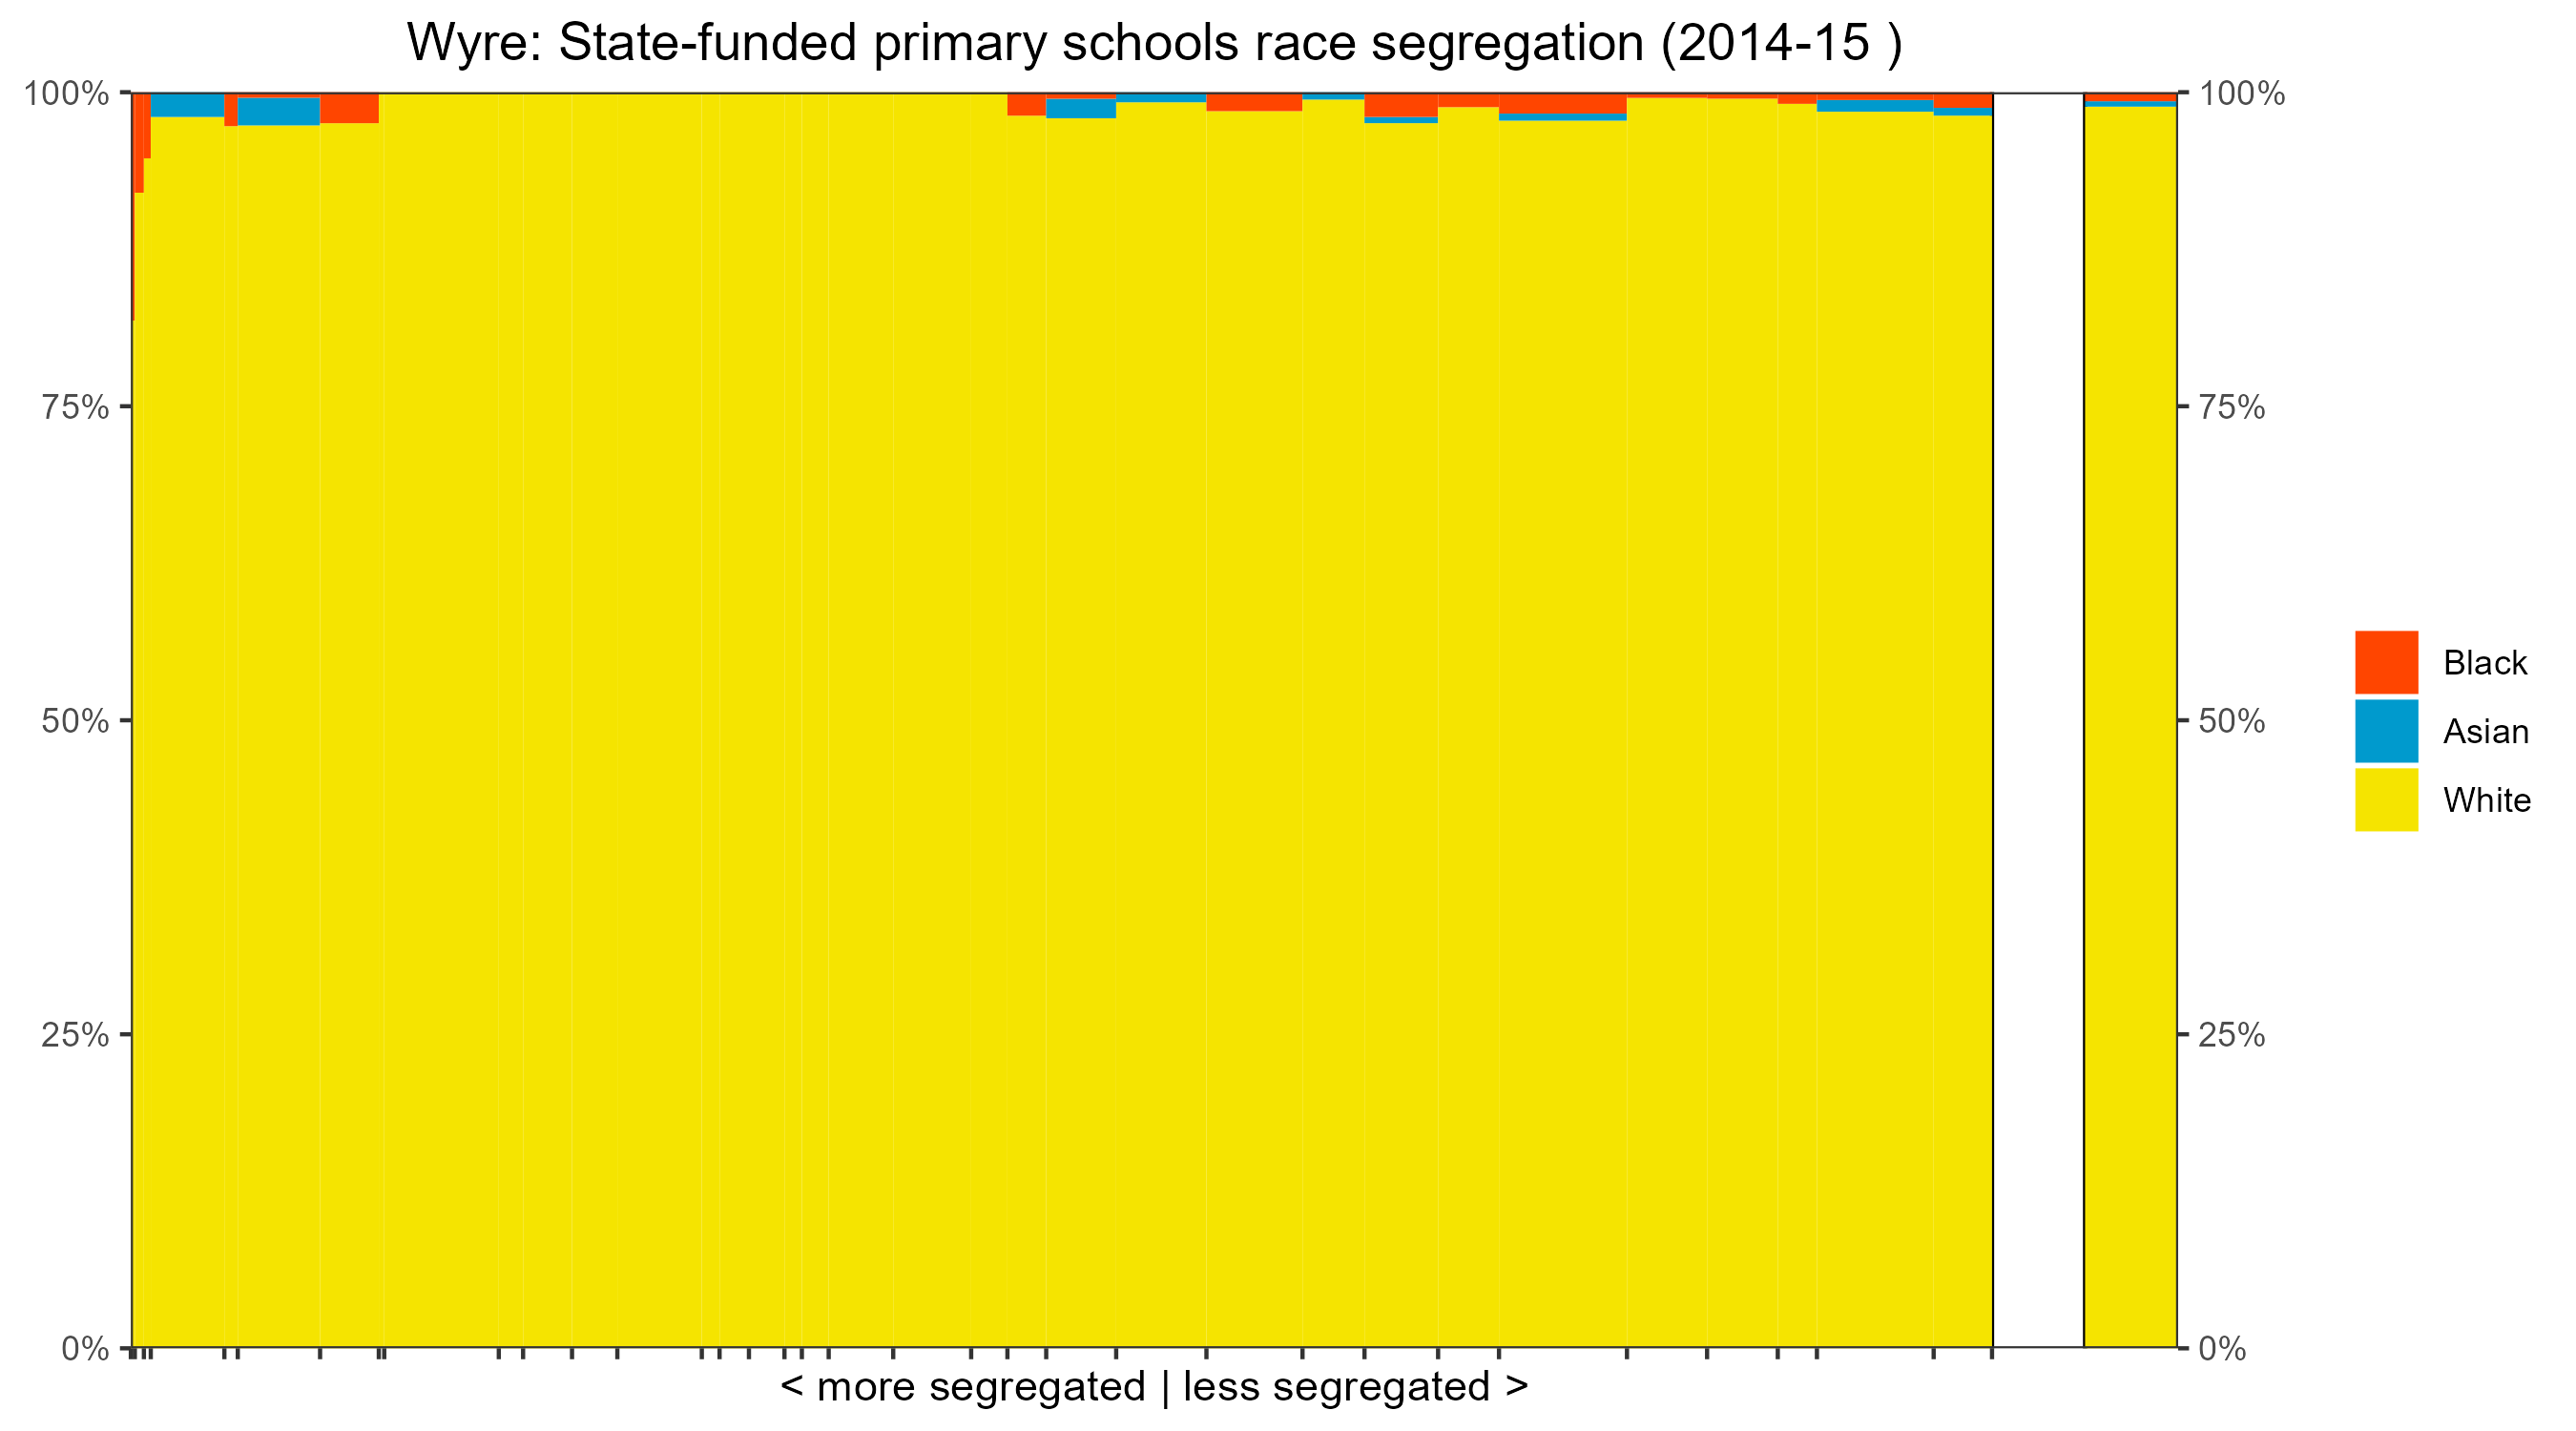 Wyre: State-funded primary schools race segregation (2014-15 )
100%
75%
50%
25%
0%
100%
75%
50%
25%
0%
Black
Asian
White
< more segregated | less segregated >